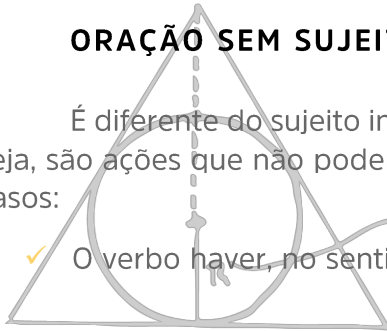 ORAÇÃO SEM SUJEI
É diferente do sujeito in
eja, são ações que não pode
asos:
O verbo haver, no senti